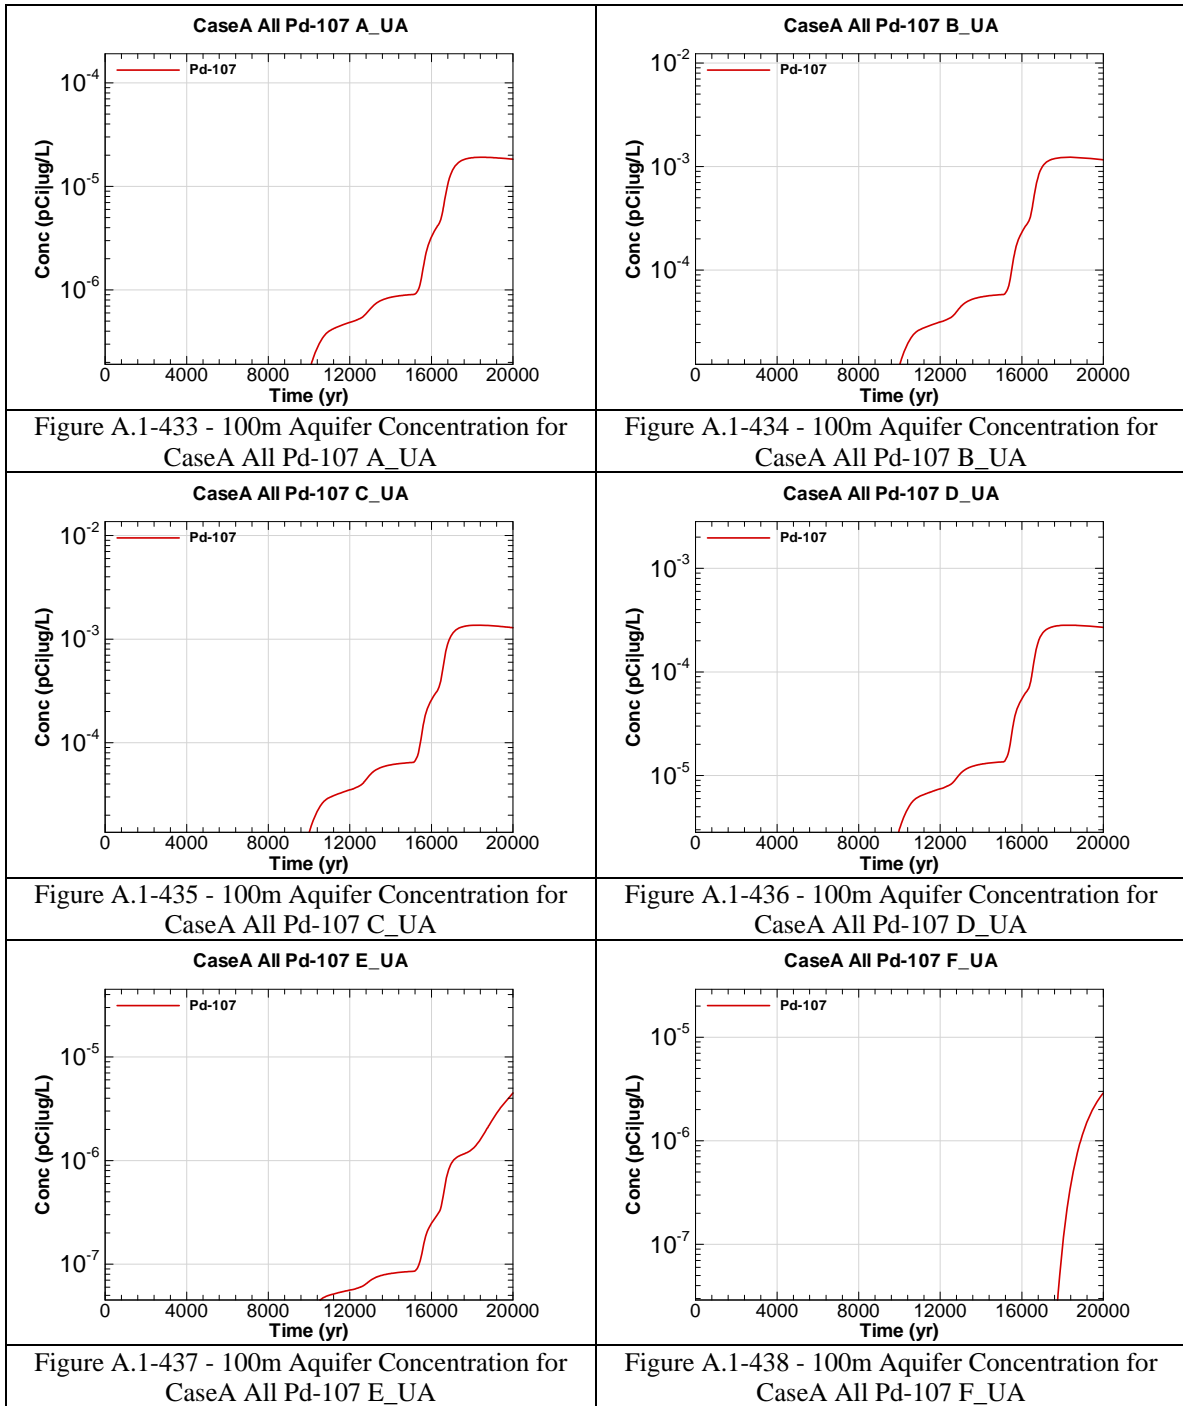 CaseA All Pd-107 A_UA
Pd-107
10-4
10-5
10-6
Conc (pCi|ug/L)
0 4000 8000 12000 16000 20000
Time (yr)
Figure A.1-433 - 100m Aquifer Concentration for
CaseA All Pd-107 A_UA
CaseA All Pd-107 B_UA
Pd-107
10-2
10-3
10-4
Conc (pCi|ug/L)
0 4000 8000 12000 16000 20000
Time (yr)
Figure A.1-434 - 100m Aquifer Concentration for
CaseA All Pd-107 B_UA
CaseA All Pd-107 C_UA
Pd-107
10-2
10-3
10-4
Conc (pCi|ug/L)
0 4000 8000 12000 16000 20000
Time (yr)
Figure A.1-435 - 100m Aquifer Concentration for
CaseA All Pd-107 C_UA
CaseA All Pd-107 D_UA
Pd-107
10-3
10-4
10-5
Conc (pCi|ug/L)
0 4000 8000 12000 16000 20000
Time (yr)
Figure A.1-436 - 100m Aquifer Concentration for
CaseA All Pd-107 D_UA
CaseA All Pd-107 E_UA
Pd-107
10-5
10-6
10-7
Conc (pCi|ug/L)
0 4000 8000 12000 16000 20000
Time (yr)
Figure A.1-437 - 100m Aquifer Concentration for
CaseA All Pd-107 E_UA
CaseA All Pd-107 F_UA
Pd-107
10-5
10-6
10-7
Conc (pCi|ug/L)
0 4000 8000 12000 16000 20000
Time (yr)
Figure A.1-438 - 100m Aquifer Concentration for
CaseA All Pd-107 F_UA